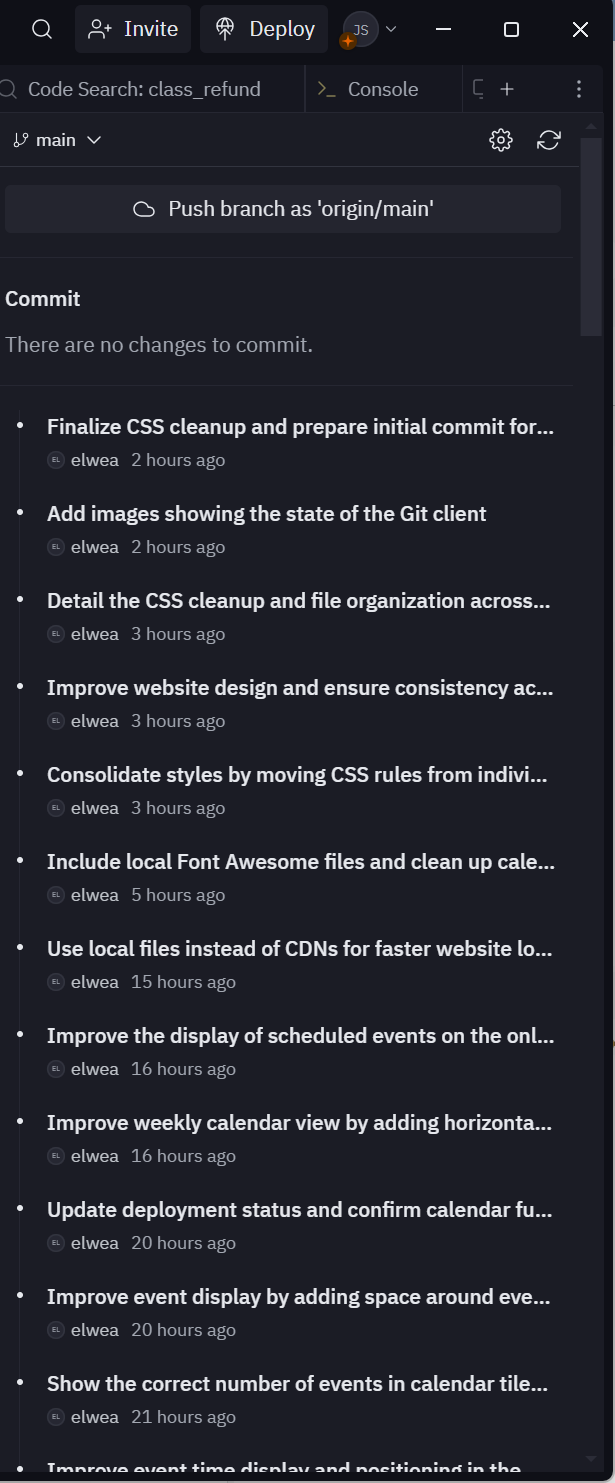 Invite
Deploy
JS
Code Search: class_refund
Console
main
Push branch as 'origin/main'
Commit
There are no changes to commit.
Finalize CSS cleanup and prepare initial commit for...
EL elwea 2 hours ago
Add images showing the state of the Git client
EL elwea 2 hours ago
Detail the CSS cleanup and file organization across...
EL elwea 3 hours ago
Improve website design and ensure consistency ac...
EL elwea 3 hours ago
Consolidate styles by moving CSS rules from indivi...
EL elwea 3 hours ago
Include local Font Awesome files and clean up cale...
EL elwea 5 hours ago
Use local files instead of CDNs for faster website lo...
EL elwea 15 hours ago
Improve the display of scheduled events on the onl...
EL elwea 16 hours ago
Improve weekly calendar view by adding horizonta...
EL elwea 16 hours ago
Update deployment status and confirm calendar fu...
EL elwea 20 hours ago
Improve event display by adding space around eve...
EL elwea 20 hours ago
Show the correct number of events in calendar tile...
EL elwea 21 hours ago
Improve event time display and positioning in the